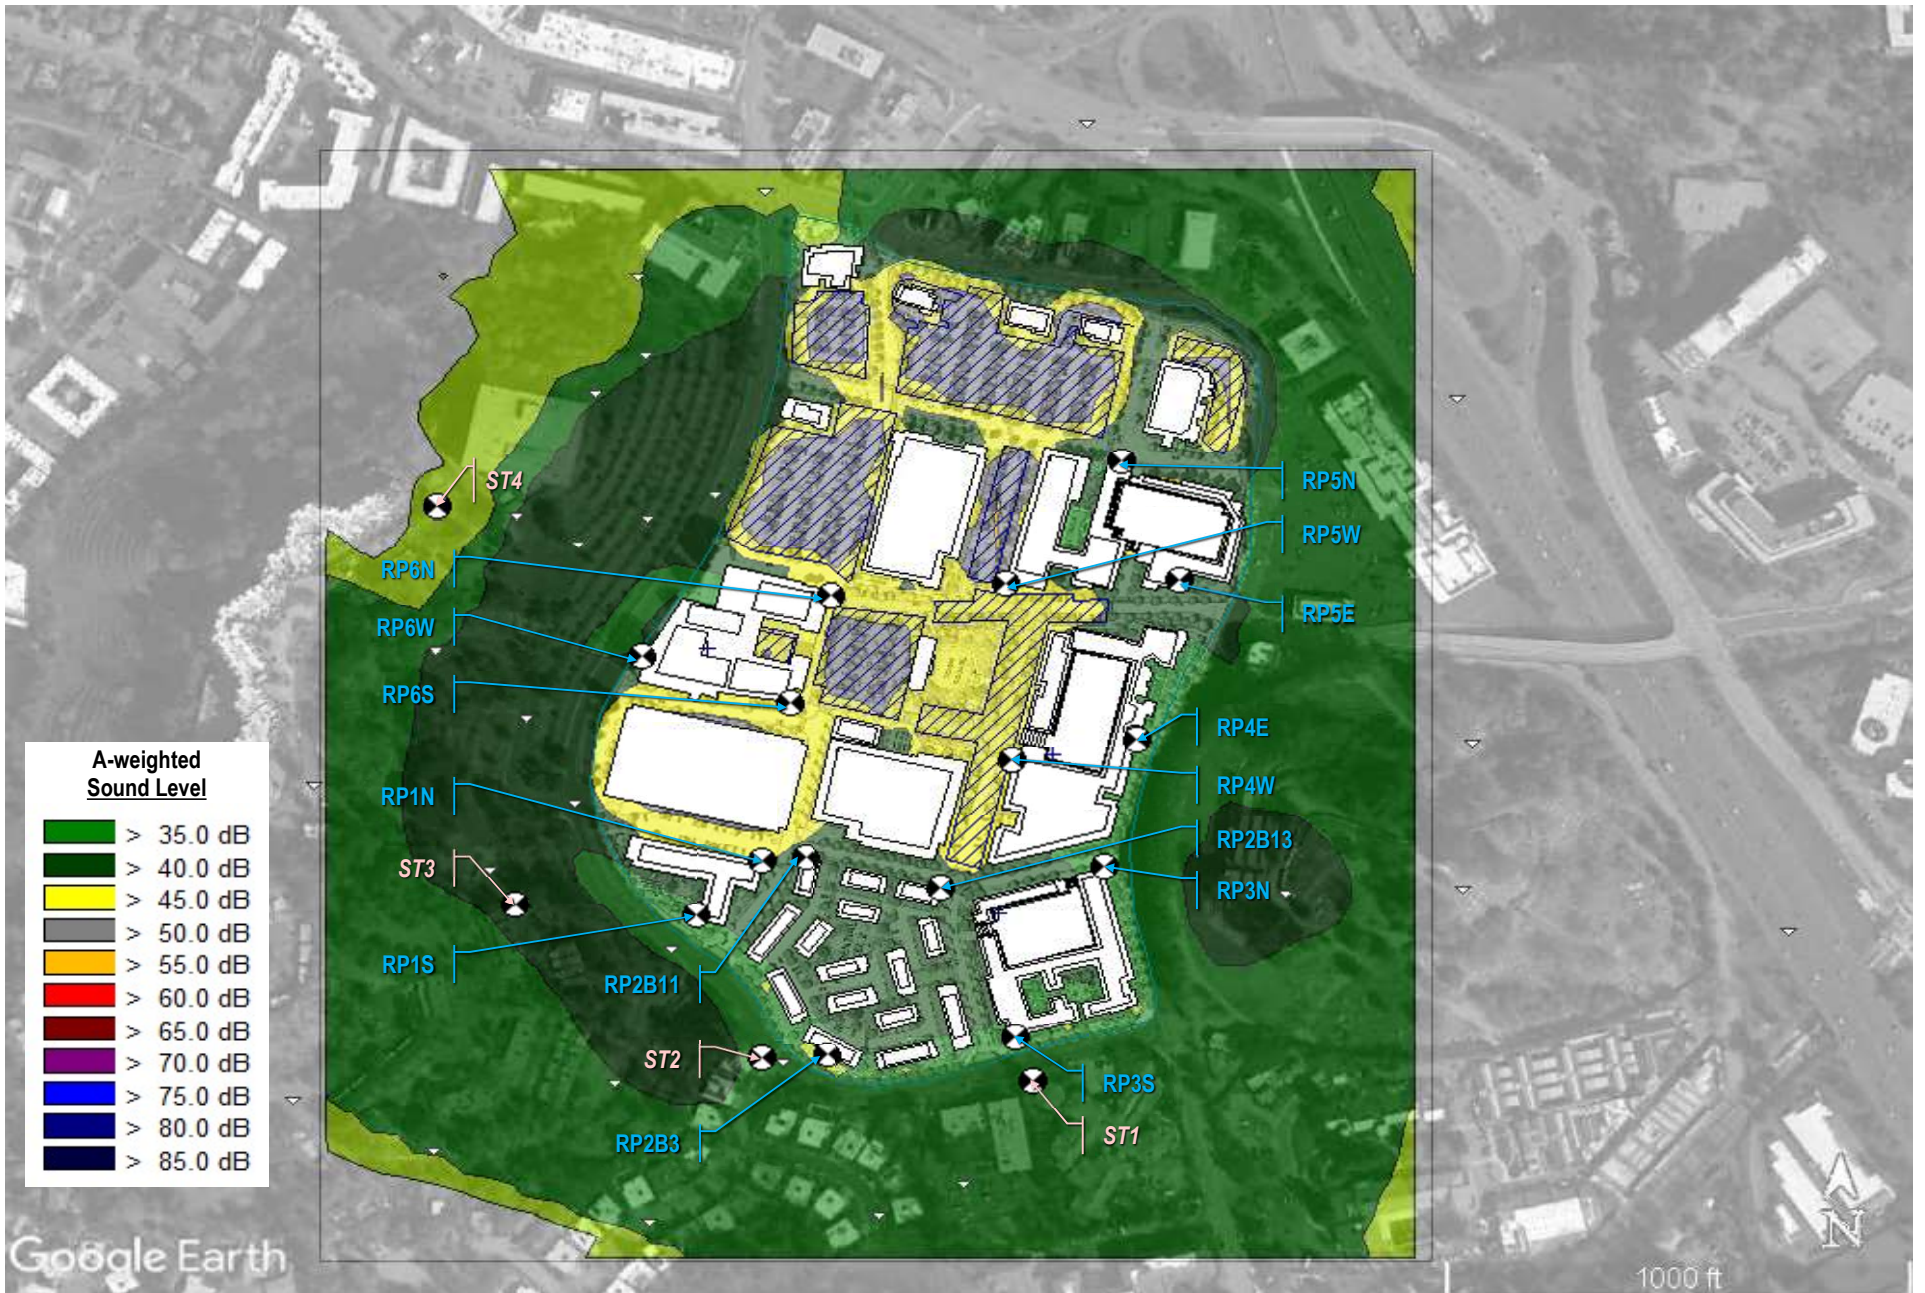 ST4
RP5N
RP5W
RP6N
RP5E
RP6W
RP6S
RP4E
A-weighted
Sound Level
RP4W
RP1N
> 35.0 dB
RP2B13
> 40.0 dB
ST3
> 45.0 dB
RP3N
> 50.0 dB
> 55.0 dB
RP1S
RP2B11
> 60.0 dB
> 65.0 dB
> 70.0 dB
ST2
> 75.0 dB
RP3S
> 80.0 dB
RP2B3
ST1
> 85.0 dB
N
Google Earth
1000 ft